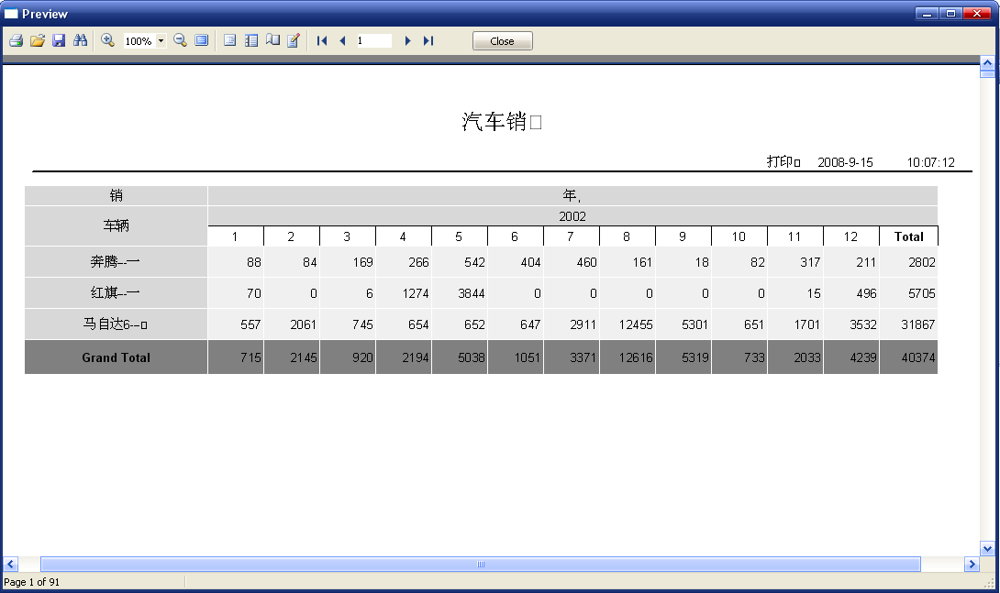 Preview
100% 1 Close
汽车销□
打印□ 2008-9-15 10:07:12
销 年,
车辆 2002
1 2 3 4 5 6 7 8 9 10 11 12 Total
奔腾--一 88 84 169 266 542 404 460 161 18 82 317 211 2802
红旗--一 70 0 6 1274 3844 0 0 0 0 0 15 496 5705
马自达6--□ 557 2061 745 654 652 647 2911 12455 5301 651 1701 3532 31867
Grand Total 715 2145 920 2194 5038 1051 3371 12616 5319 733 2033 4239 40374
Page 1 of 91